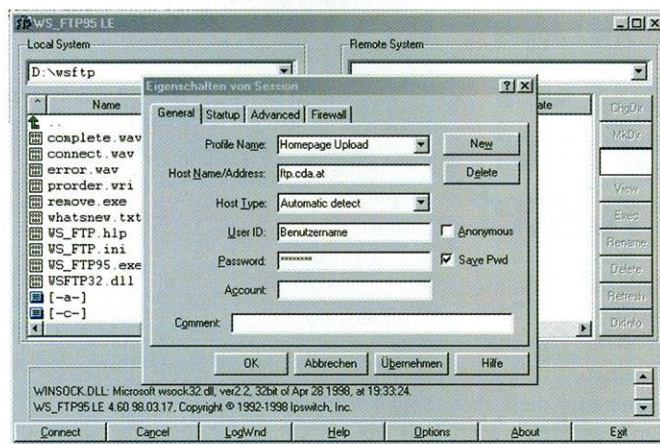 WS_FTP95 LE
Local System
Remote System
D:\wsftp
Name
ate
ChgDir
MkDir
View
Exec
Rename
Delete
Refresh
DirInfo
..
complete.wav
connect.wav
error.wav
prorder.wri
remove.exe
whatsnew.txt
WS_FTP.hlp
WS_FTP.ini
WS_FTP95.exe
WSFTP32.dll
[-a-]
[-c-]
Eigenschaften von Session
General Startup Advanced Firewall
Profile Name: Homepage Upload New
Host Name/Address: ftp.cda.at Delete
Host Type: Automatic detect
User ID: Benutzername Anonymous
Password: ******** Save Pwd
Account:
Comment:
OK Abbrechen Übernehmen Hilfe
WINSOCK.DLL: Microsoft wsock32.dll, ver2.2, 32bit of Apr 28 1998, at 19:33:24.
WS_FTP95 LE 4.60 98.03.17, Copyright © 1992-1998 Ipswitch, Inc.
Connect Cancel LogWnd Help Options About Exit